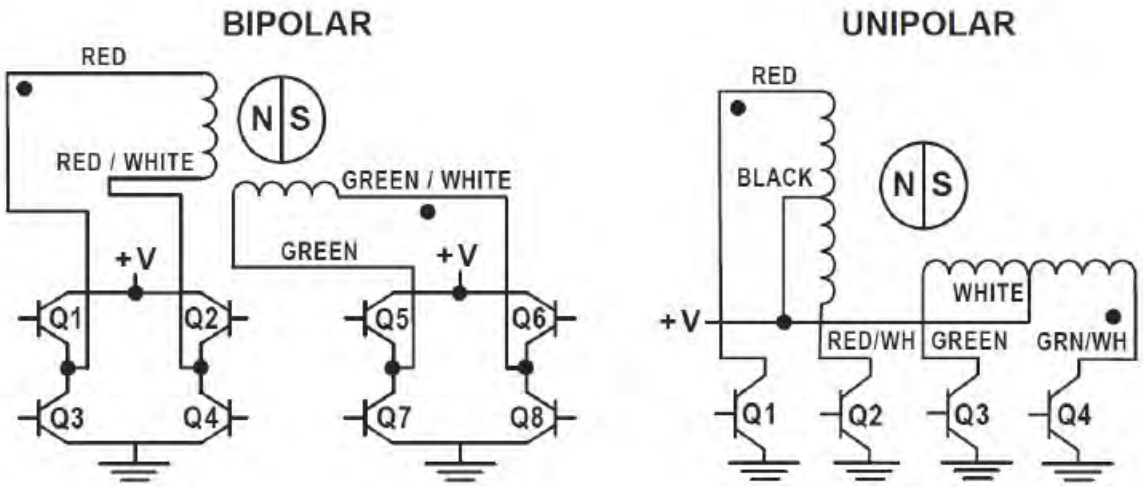 BIPOLAR
RED
N S
RED / WHITE
GREEN / WHITE
GREEN
+V
+V
Q1
Q2
Q5
Q6
Q3
Q4
Q7
Q8
UNIPOLAR
RED
BLACK
N S
WHITE
+V
RED/WH
GREEN
GRN/WH
Q1
Q2
Q3
Q4